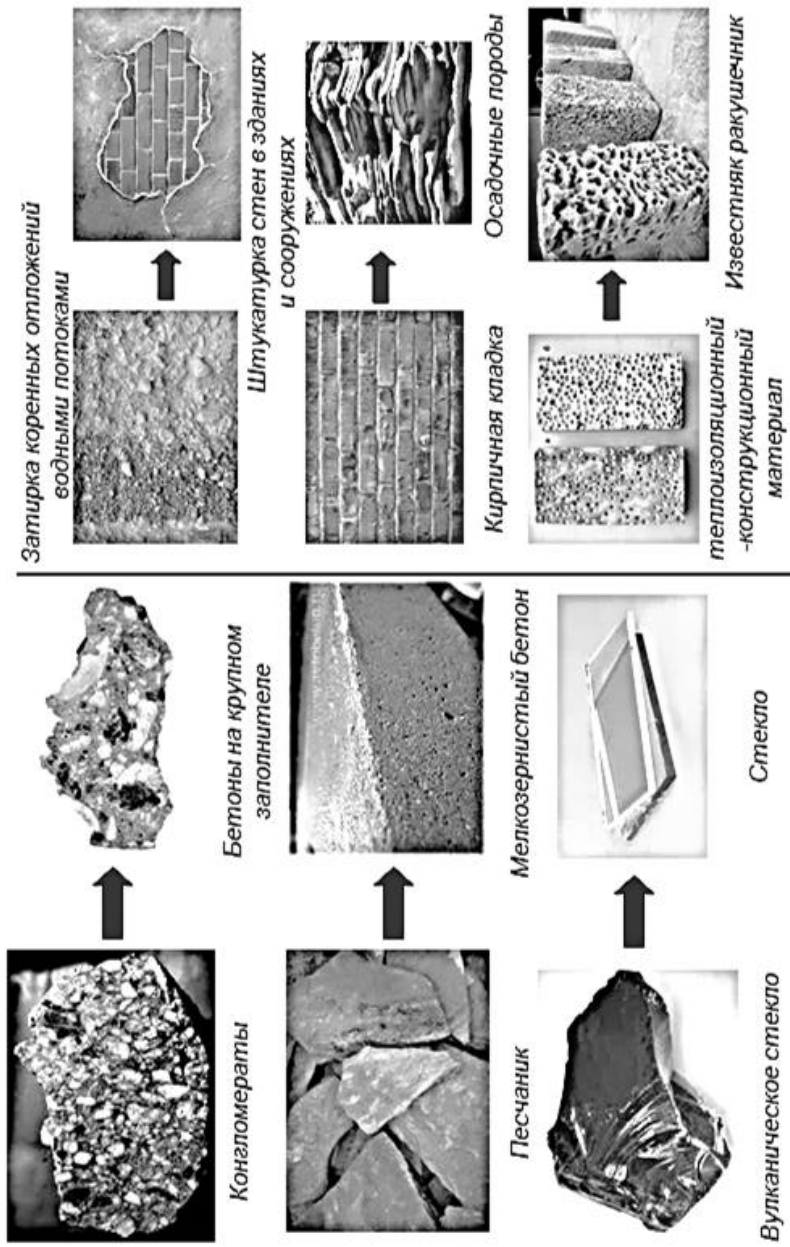 Конгломераты
Бетоны на крупном
заполнителе
Песчаник
Мелкозернистый бетон
Вулканическое стекло
Стекло
Затирка коренных отложений
водными потоками
Штукатурка стен в зданиях
и сооружениях
Кирпичная кладка
Осадочные породы
теплоизоляционный
-конструкционный
материал
Известняк ракушечник